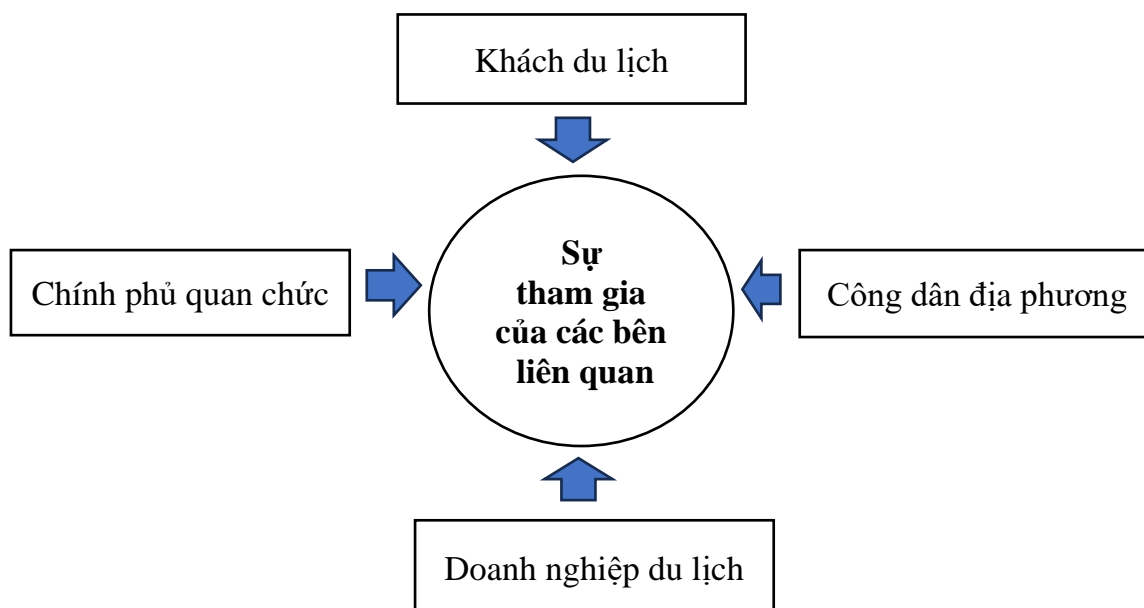 Khách du lịch
Sự
tham gia
của các bên
liên quan
Chính phủ quan chức
Công dân địa phương
Doanh nghiệp du lịch